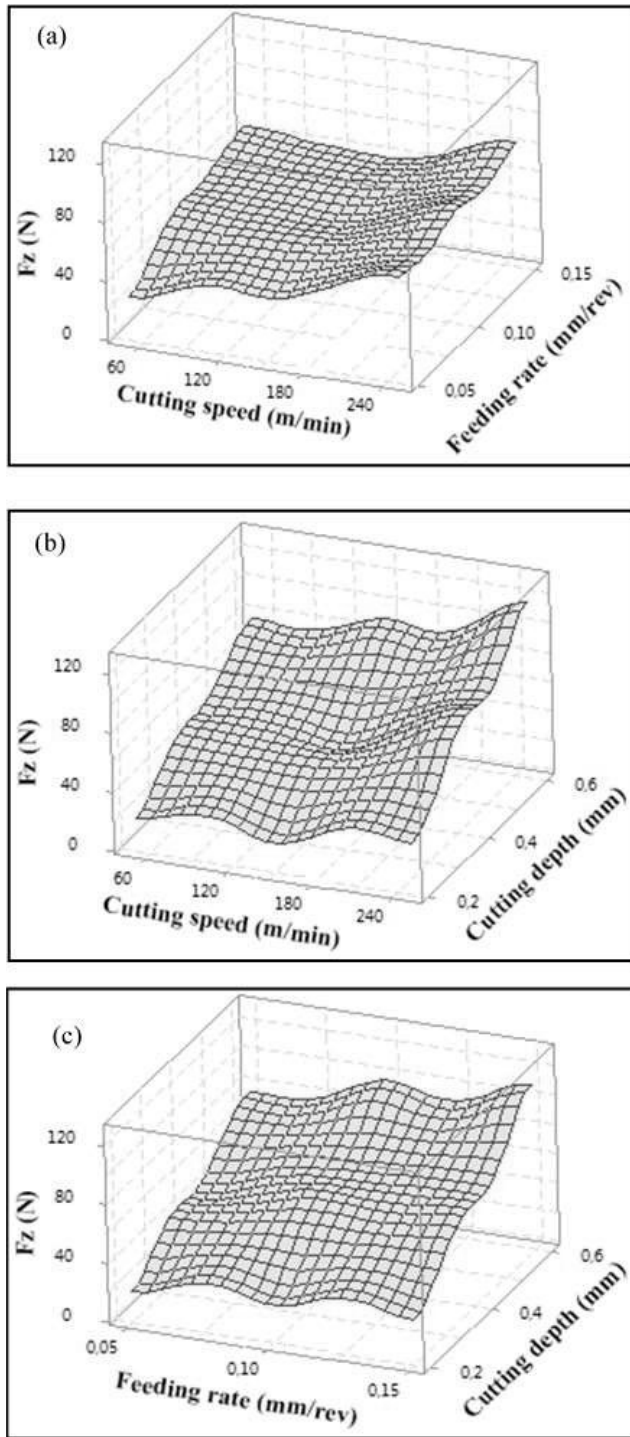 (a)
120
80
40
0
Fz (N)
60
120
180
240
Cutting speed (m/min)
0,05
0,10
0,15
Feeding rate (mm/rev)
(b)
120
80
40
0
Fz (N)
60
120
180
240
Cutting speed (m/min)
0,2
0,4
0,6
Cutting depth (mm)
(c)
120
80
40
0
Fz (N)
0,05
0,10
0,15
Feeding rate (mm/rev)
0,2
0,4
0,6
Cutting depth (mm)